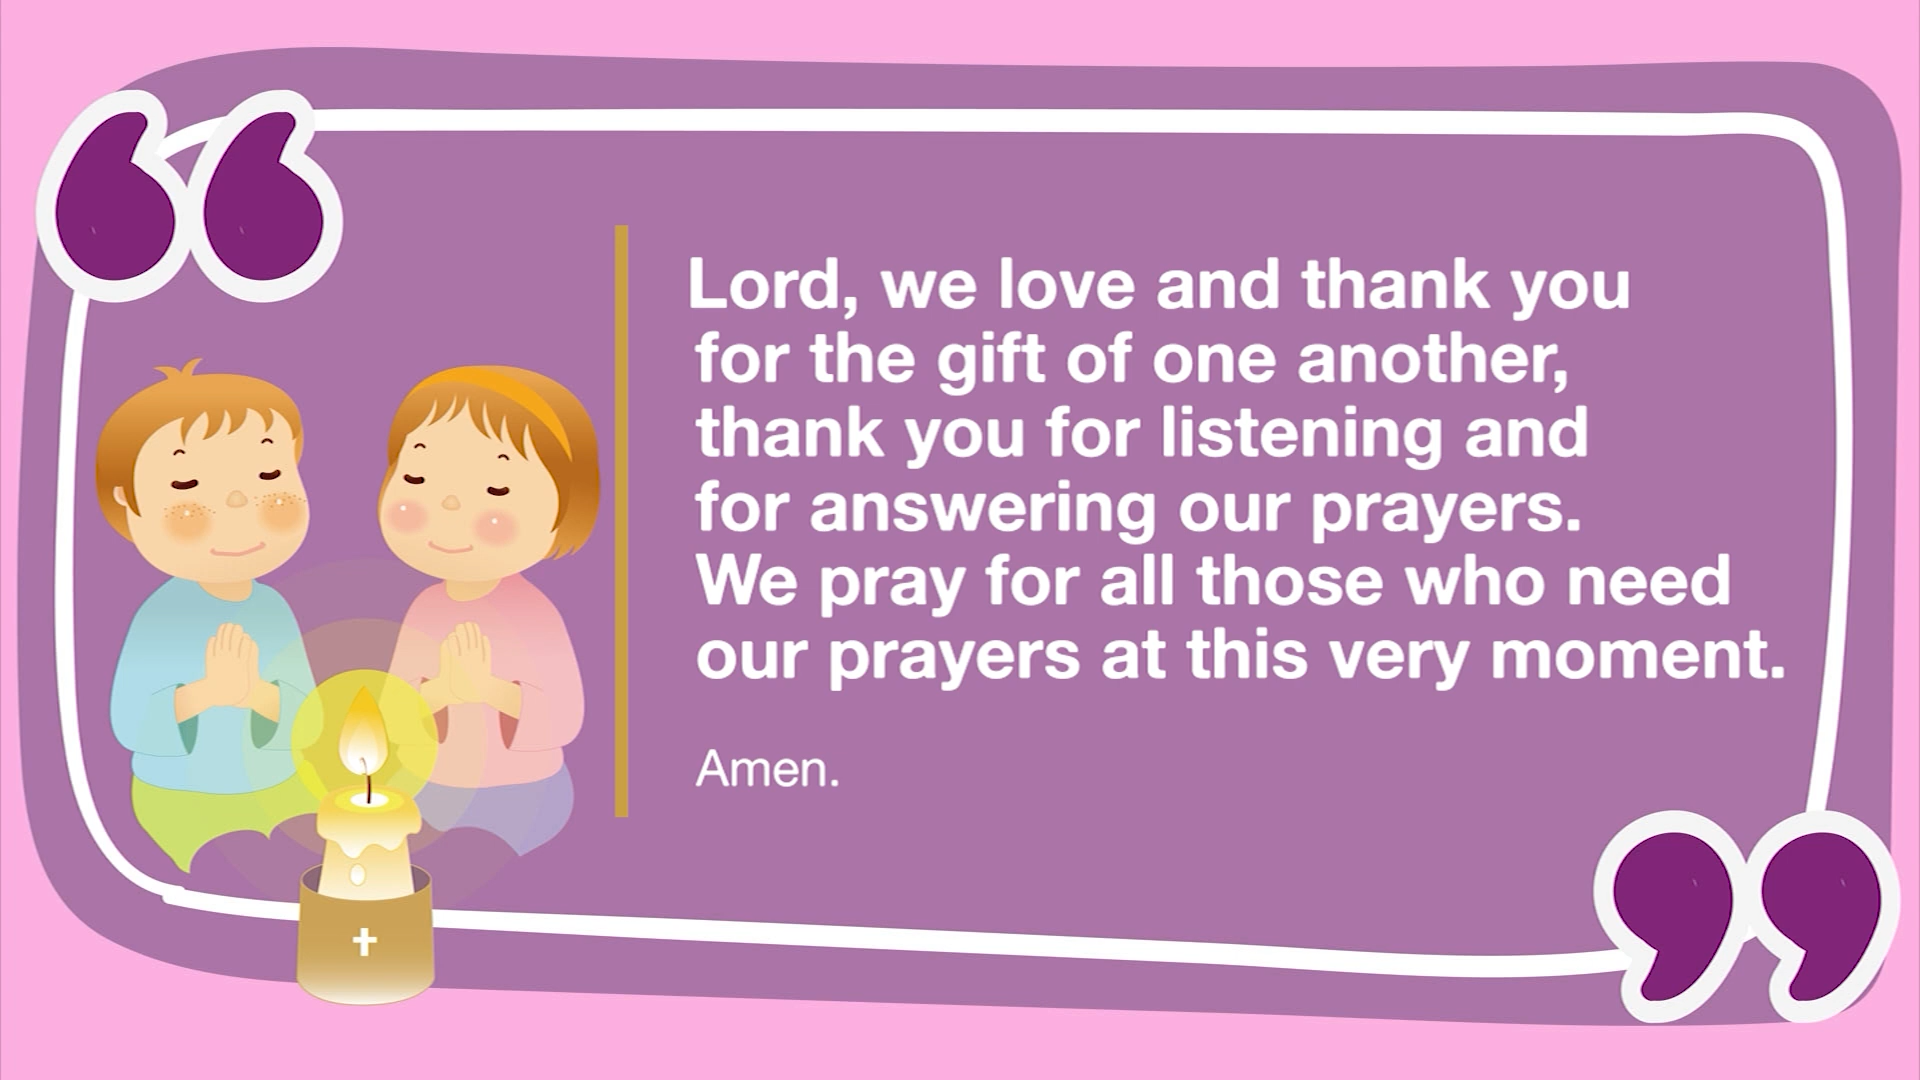 Lord, we love and thank you
for the gift of one another,
thank you for listening and
for answering our prayers.
We pray for all those who need
our prayers at this very moment.
Amen.